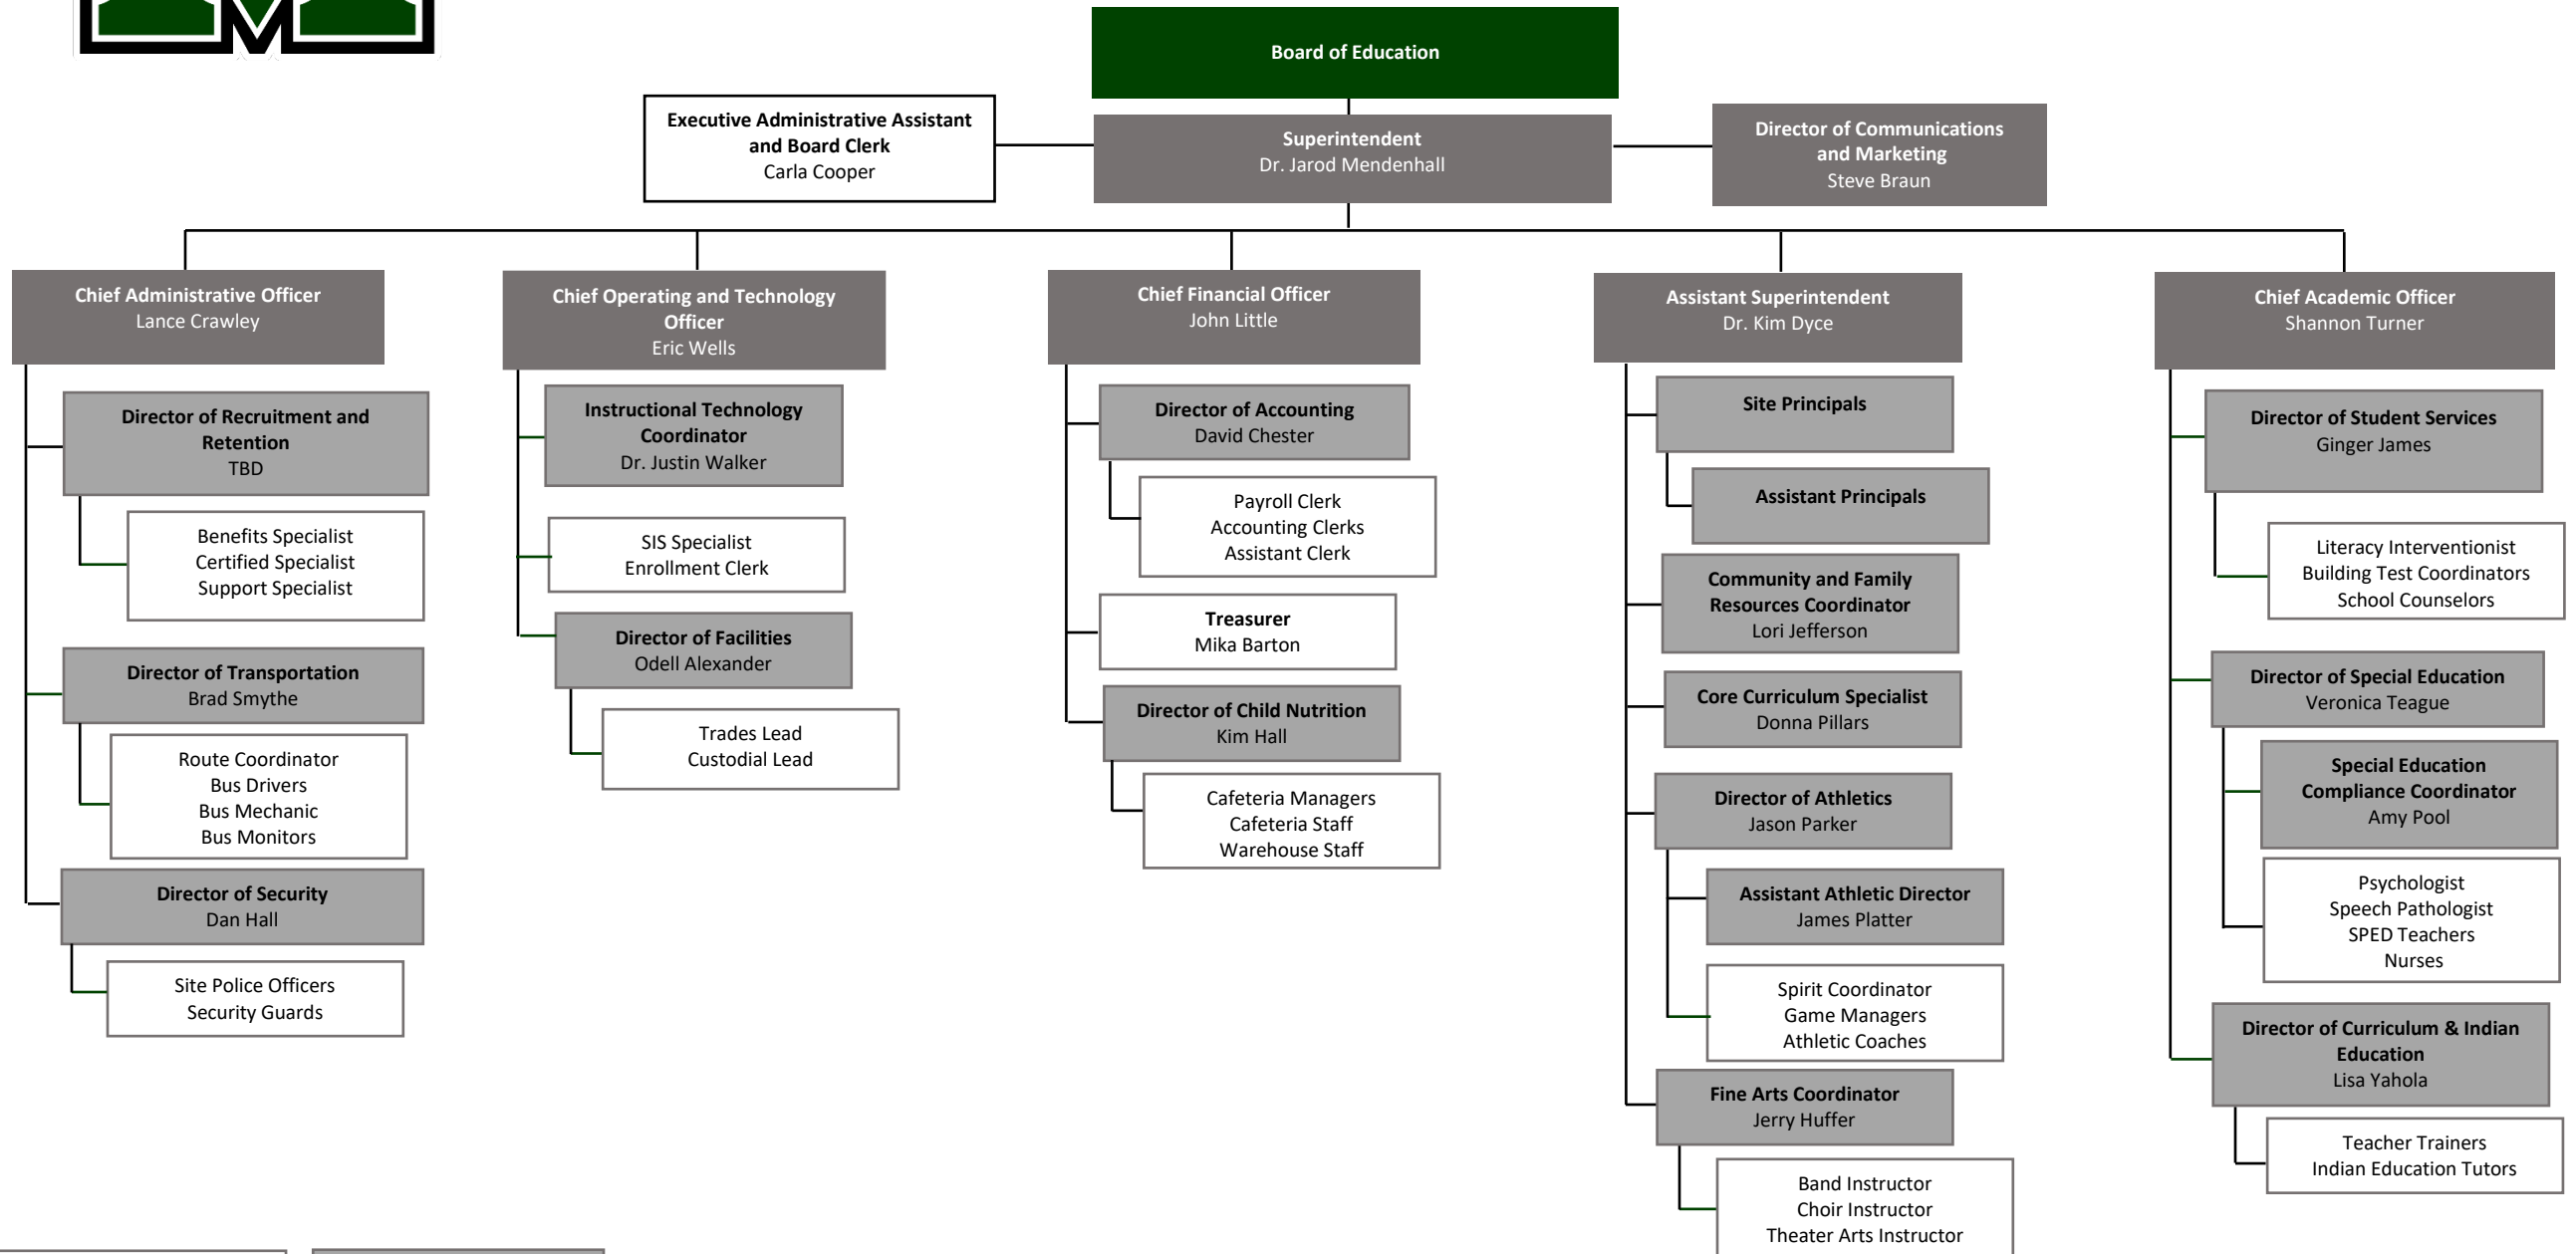 Board of Education
Executive Administrative Assistant
and Board Clerk
Carla Cooper
Superintendent
Dr. Jarod Mendenhall
Director of Communications
and Marketing
Steve Braun
Chief Administrative Officer
Lance Crawley
Director of Recruitment and
Retention
TBD
Benefits Specialist
Certified Specialist
Support Specialist
Director of Transportation
Brad Smythe
Route Coordinator
Bus Drivers
Bus Mechanic
Bus Monitors
Director of Security
Dan Hall
Site Police Officers
Security Guards
Chief Operating and Technology
Officer
Eric Wells
Instructional Technology
Coordinator
Dr. Justin Walker
SIS Specialist
Enrollment Clerk
Director of Facilities
Odell Alexander
Trades Lead
Custodial Lead
Chief Financial Officer
John Little
Director of Accounting
David Chester
Payroll Clerk
Accounting Clerks
Assistant Clerk
Treasurer
Mika Barton
Director of Child Nutrition
Kim Hall
Cafeteria Managers
Cafeteria Staff
Warehouse Staff
Assistant Superintendent
Dr. Kim Dyce
Site Principals
Assistant Principals
Community and Family
Resources Coordinator
Lori Jefferson
Core Curriculum Specialist
Donna Pillars
Director of Athletics
Jason Parker
Assistant Athletic Director
James Platter
Spirit Coordinator
Game Managers
Athletic Coaches
Fine Arts Coordinator
Jerry Huffer
Band Instructor
Choir Instructor
Theater Arts Instructor
Chief Academic Officer
Shannon Turner
Director of Student Services
Ginger James
Literacy Interventionist
Building Test Coordinators
School Counselors
Director of Special Education
Veronica Teague
Special Education
Compliance Coordinator
Amy Pool
Psychologist
Speech Pathologist
SPED Teachers
Nurses
Director of Curriculum & Indian
Education
Lisa Yahola
Teacher Trainers
Indian Education Tutors